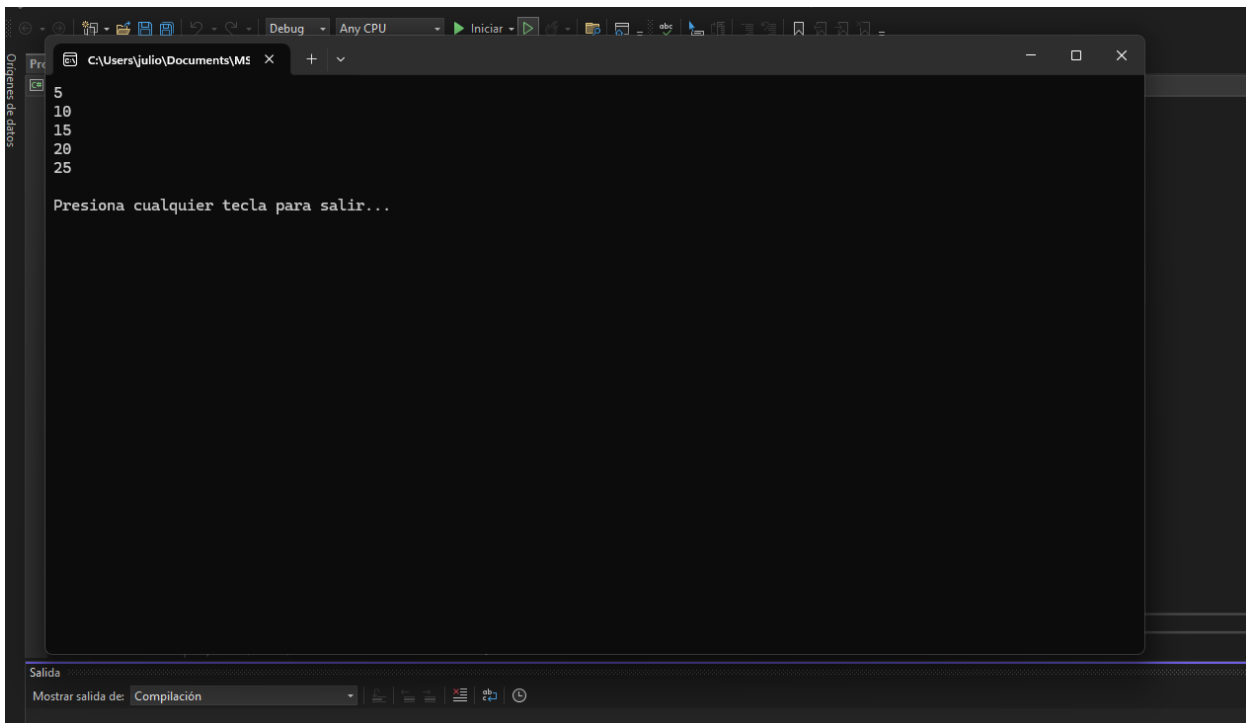 Debug Any CPU Iniciar
Orígenes de datos
C:\Users\julio\Documents\MS
C#
5
10
15
20
25
Presiona cualquier tecla para salir...
Salida
Mostrar salida de: Compilación